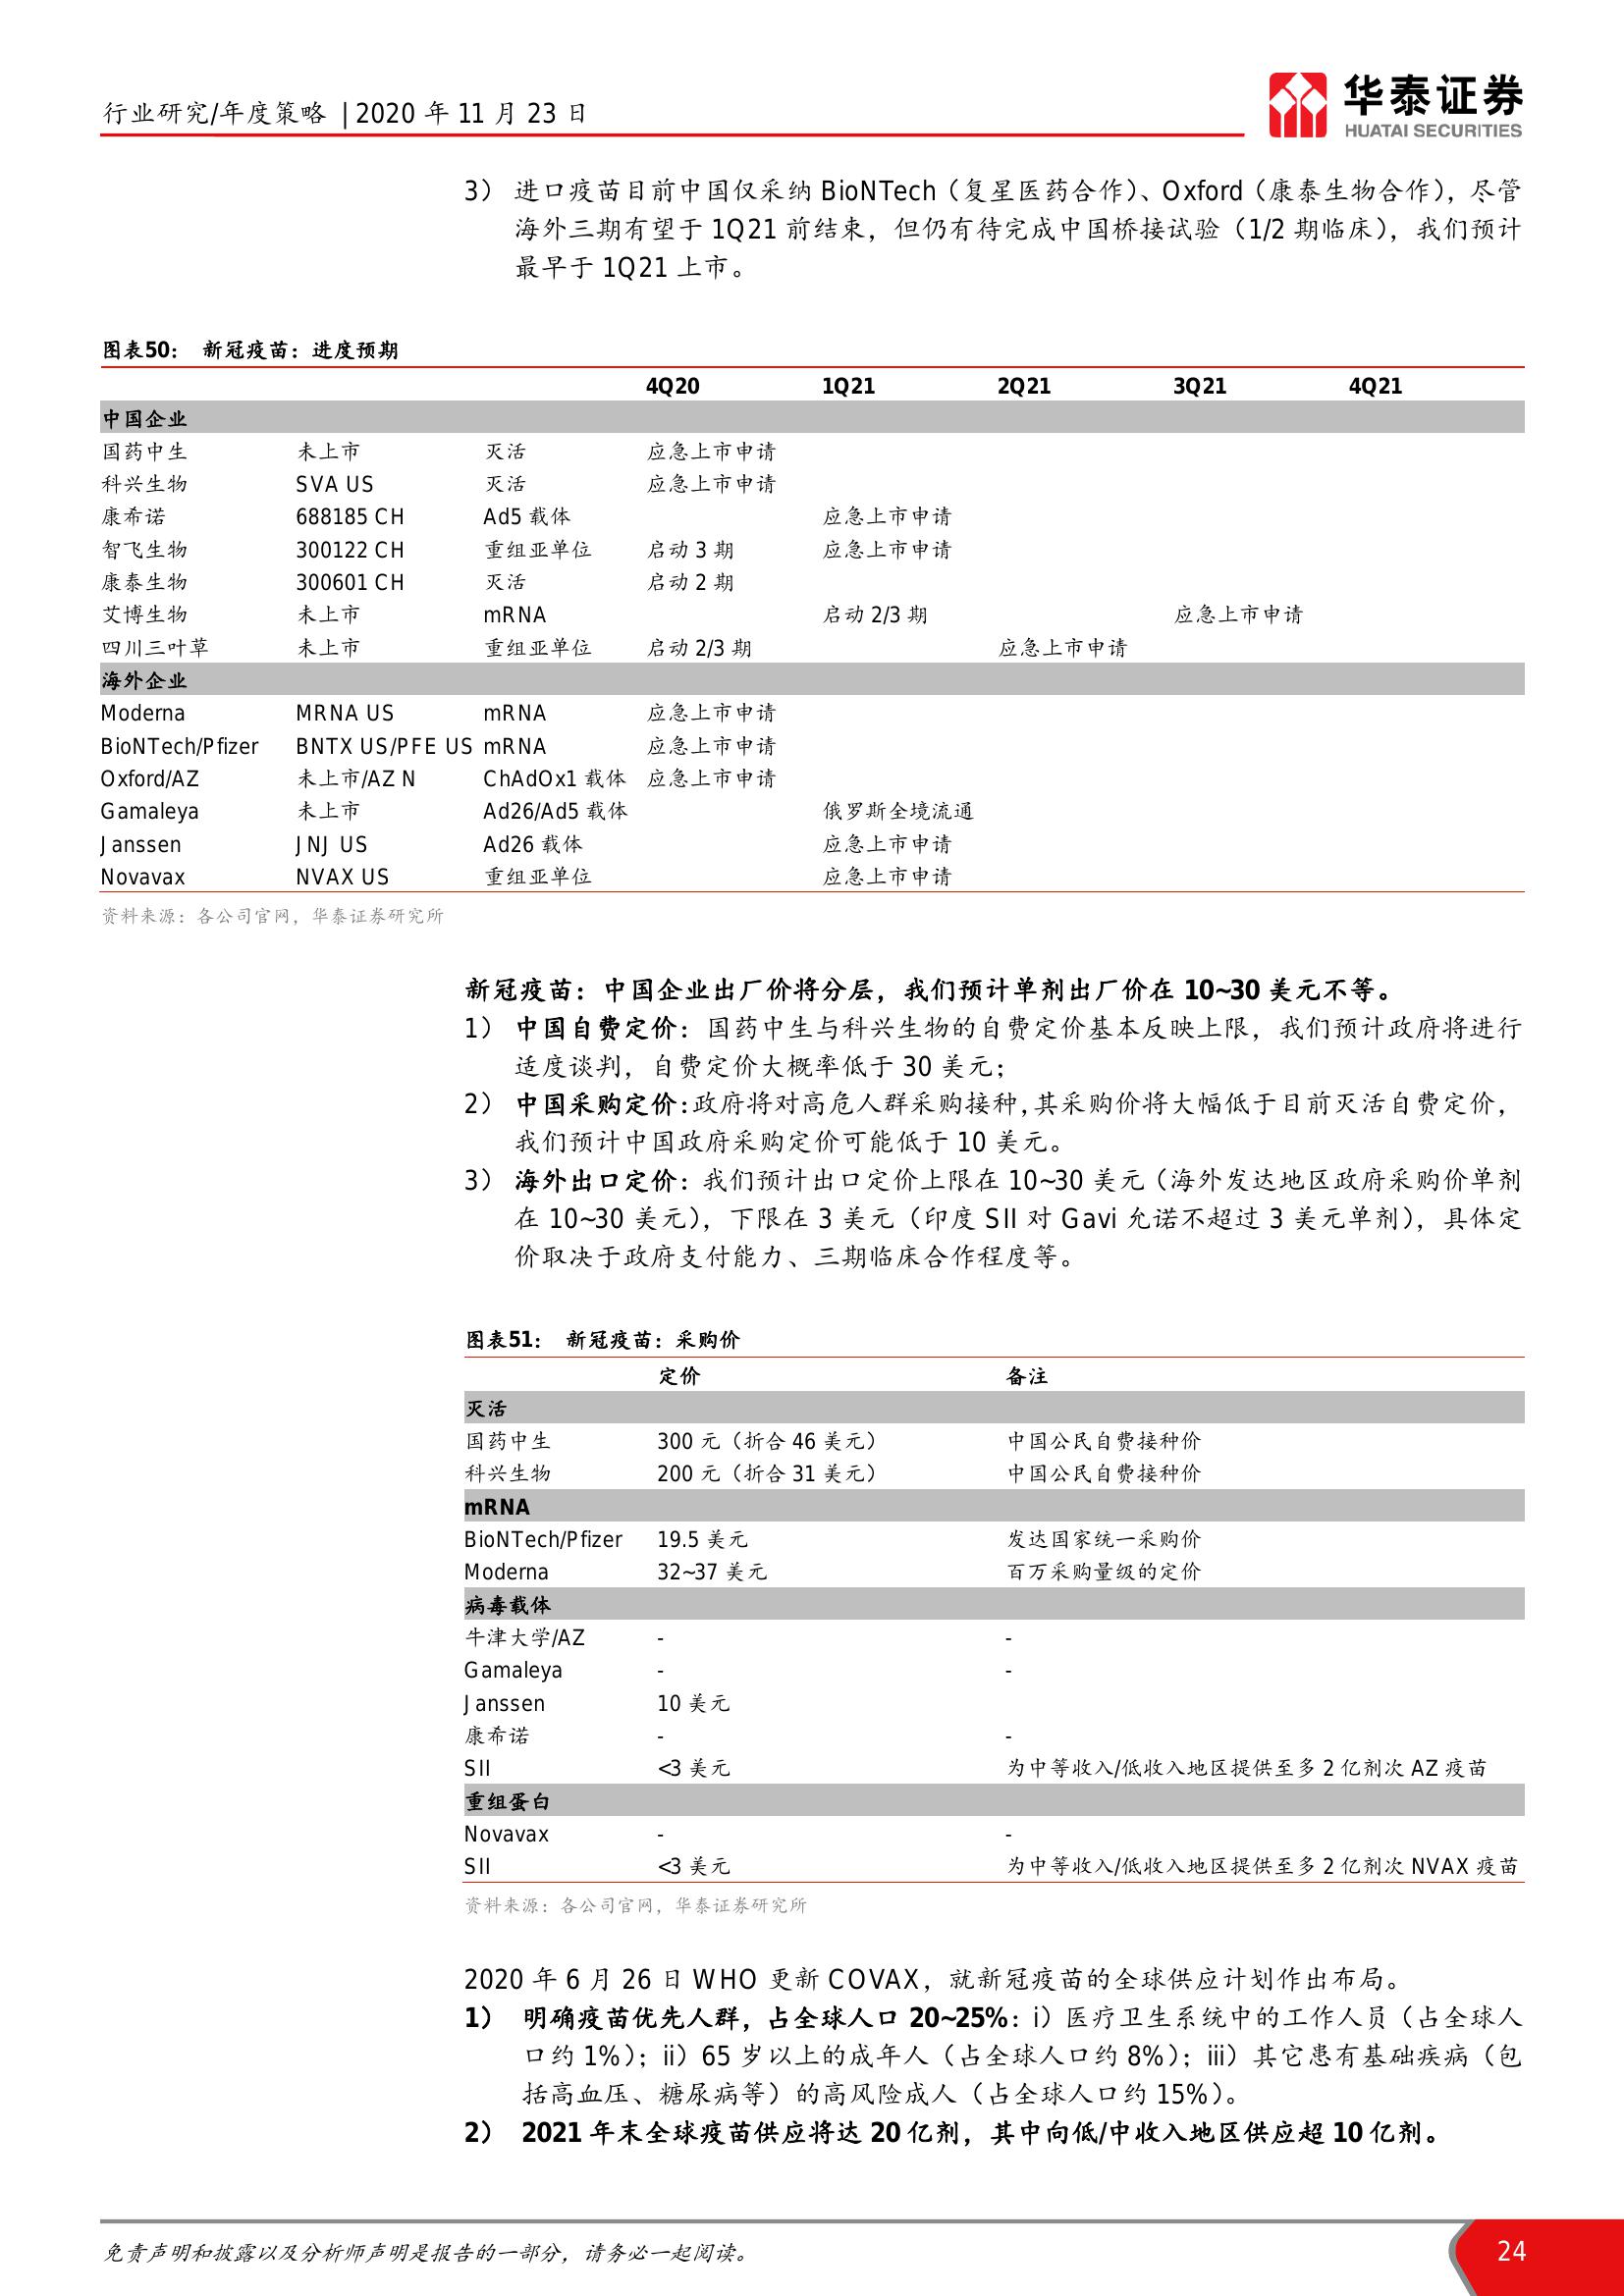 行业研究/年度策略 | 2020 年 11 月 23 日
华泰证券
HUATAI SECURITIES
3） 进口疫苗目前中国仅采纳 BioNTech（复星医药合作）、Oxford（康泰生物合作），尽管
海外三期有望于 1Q21 前结束，但仍有待完成中国桥接试验（1/2 期临床），我们预计
最早于 1Q21 上市。
图表50： 新冠疫苗：进度预期
4Q20 1Q21 2Q21 3Q21 4Q21
中国企业
国药中生 未上市 灭活 应急上市申请
科兴生物 SVA US 灭活 应急上市申请
康希诺 688185 CH Ad5 载体 应急上市申请
智飞生物 300122 CH 重组亚单位 启动 3 期 应急上市申请
康泰生物 300601 CH 灭活 启动 2 期
艾博生物 未上市 mRNA 启动 2/3 期 应急上市申请
四川三叶草 未上市 重组亚单位 启动 2/3 期 应急上市申请
海外企业
Moderna MRNA US mRNA 应急上市申请
BioNTech/Pfizer BNTX US/PFE US mRNA 应急上市申请
Oxford/AZ 未上市/AZ N ChAdOx1 载体 应急上市申请
Gamaleya 未上市 Ad26/Ad5 载体 俄罗斯全境流通
Janssen JNJ US Ad26 载体 应急上市申请
Novavax NVAX US 重组亚单位 应急上市申请
资料来源：各公司官网，华泰证券研究所
新冠疫苗：中国企业出厂价将分层，我们预计单剂出厂价在 10~30 美元不等。
1） 中国自费定价：国药中生与科兴生物的自费定价基本反映上限，我们预计政府将进行
适度谈判，自费定价大概率低于 30 美元；
2） 中国采购定价：政府将对高危人群采购接种，其采购价将大幅低于目前灭活自费定价，
我们预计中国政府采购定价可能低于 10 美元。
3） 海外出口定价：我们预计出口定价上限在 10~30 美元（海外发达地区政府采购价单剂
在 10~30 美元），下限在 3 美元（印度 SII 对 Gavi 允诺不超过 3 美元单剂），具体定
价取决于政府支付能力、三期临床合作程度等。
图表51： 新冠疫苗：采购价
定价 备注
灭活
国药中生 300 元（折合 46 美元） 中国公民自费接种价
科兴生物 200 元（折合 31 美元） 中国公民自费接种价
mRNA
BioNTech/Pfizer 19.5 美元 发达国家统一采购价
Moderna 32~37 美元 百万采购量级的定价
病毒载体
牛津大学/AZ - -
Gamaleya - -
Janssen 10 美元
康希诺 - -
SII <3 美元 为中等收入/低收入地区提供至多 2 亿剂次 AZ 疫苗
重组蛋白
Novavax - -
SII <3 美元 为中等收入/低收入地区提供至多 2 亿剂次 NVAX 疫苗
资料来源：各公司官网，华泰证券研究所
2020 年 6 月 26 日 WHO 更新 COVAX，就新冠疫苗的全球供应计划作出布局。
1） 明确疫苗优先人群，占全球人口 20~25%：i）医疗卫生系统中的工作人员（占全球人
口约 1%）；ii）65 岁以上的成年人（占全球人口约 8%）；iii）其它患有基础疾病（包
括高血压、糖尿病等）的高风险成人（占全球人口约 15%）。
2） 2021 年末全球疫苗供应将达 20 亿剂，其中向低/中收入地区供应超 10 亿剂。
免责声明和披露以及分析师声明是报告的一部分，请务必一起阅读。
24